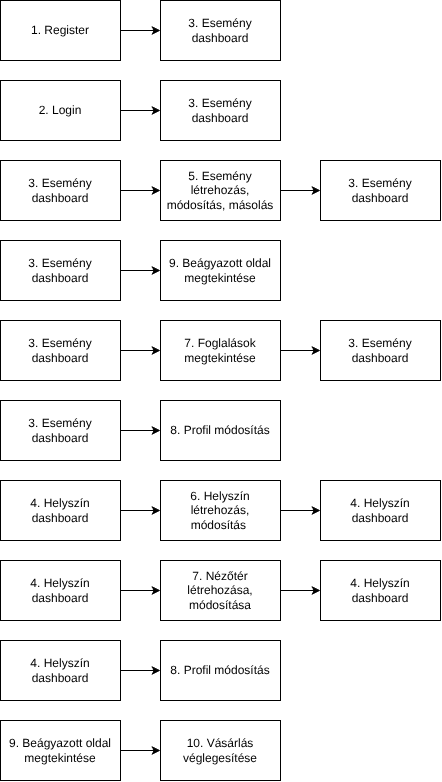 1. Register
3. Esemény
dashboard
2. Login
3. Esemény
dashboard
3. Esemény
dashboard
5. Esemény
létrehozás,
módosítás, másolás
3. Esemény
dashboard
3. Esemény
dashboard
9. Beágyazott oldal
megtekintése
3. Esemény
dashboard
7. Foglalások
megtekintése
3. Esemény
dashboard
3. Esemény
dashboard
8. Profil módosítás
4. Helyszín
dashboard
6. Helyszín
létrehozás,
módosítás
4. Helyszín
dashboard
4. Helyszín
dashboard
7. Nézőtér
létrehozása,
módosítása
4. Helyszín
dashboard
4. Helyszín
dashboard
8. Profil módosítás
9. Beágyazott oldal
megtekintése
10. Vásárlás
véglegesítése